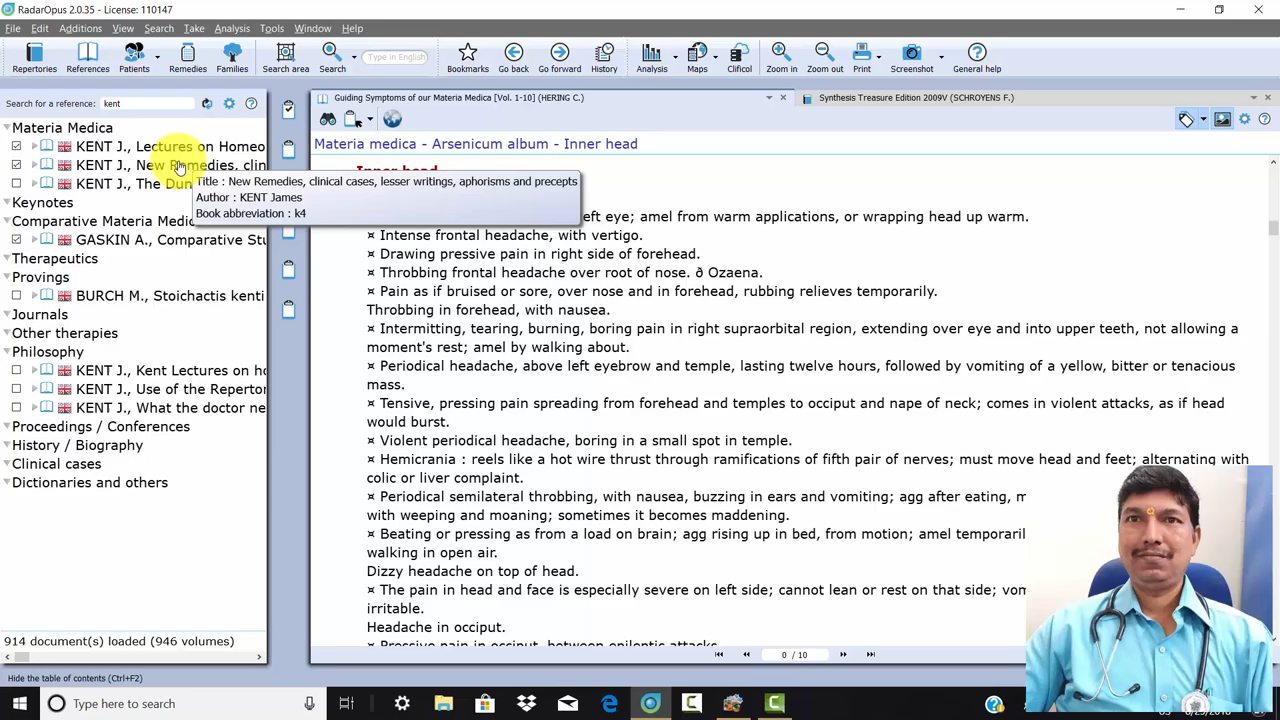 RadarOpus 2.0.35 - License: 110147
File Edit Additions View Search Take Analysis Tools Window Help
Repertories References Patients Remedies Families Search area Search Type in English Bookmarks Go back Go forward History Analysis Maps Clificol Zoom in Zoom out Print Screenshot General help
Search for a reference: kent
Materia Medica
KENT J., Lectures on Homeo
KENT J., New Remedies, clin
KENT J., The Dun
Keynotes
Comparative Materia Medic
GASKIN A., Comparative Stu
Therapeutics
Provings
BURCH M., Stoichactis kenti
Journals
Other therapies
Philosophy
KENT J., Kent Lectures on ho
KENT J., Use of the Repertor
KENT J., What the doctor ne
Proceedings / Conferences
History / Biography
Clinical cases
Dictionaries and others
914 document(s) loaded (946 volumes)
Hide the table of contents (Ctrl+F2)
Title : New Remedies, clinical cases, lesser writings, aphorisms and precepts
Author : KENT James
Book abbreviation : k4
Guiding Symptoms of our Materia Medica [Vol. 1-10] (HERING C.)
Synthesis Treasure Edition 2009V (SCHROYENS F.)
Materia medica - Arsenicum album - Inner head
Inner head
left eye; amel from warm applications, or wrapping head up warm.
¤ Intense frontal headache, with vertigo.
¤ Drawing pressive pain in right side of forehead.
¤ Throbbing frontal headache over root of nose. ð Ozaena.
¤ Pain as if bruised or sore, over nose and in forehead, rubbing relieves temporarily.
Throbbing in forehead, with nausea.
¤ Intermitting, tearing, burning, boring pain in right supraorbital region, extending over eye and into upper teeth, not allowing a
moment's rest; amel by walking about.
¤ Periodical headache, above left eyebrow and temple, lasting twelve hours, followed by vomiting of a yellow, bitter or tenacious
mass.
¤ Tensive, pressing pain spreading from forehead and temples to occiput and nape of neck; comes in violent attacks, as if head
would burst.
¤ Violent periodical headache, boring in a small spot in temple.
¤ Hemicrania : reels like a hot wire thrust through ramifications of fifth pair of nerves; must move head and feet; alternating with
colic or liver complaint.
¤ Periodical semilateral throbbing, with nausea, buzzing in ears and vomiting; agg after eating, m
with weeping and moaning; sometimes it becomes maddening.
¤ Beating or pressing as from a load on brain; agg rising up in bed, from motion; amel temporaril
walking in open air.
Dizzy headache on top of head.
¤ The pain in head and face is especially severe on left side; cannot lean or rest on that side; vom
irritable.
Headache in occiput.
¤ Pressive pain in occiput, between epileptic attacks.
0 / 10
Type here to search